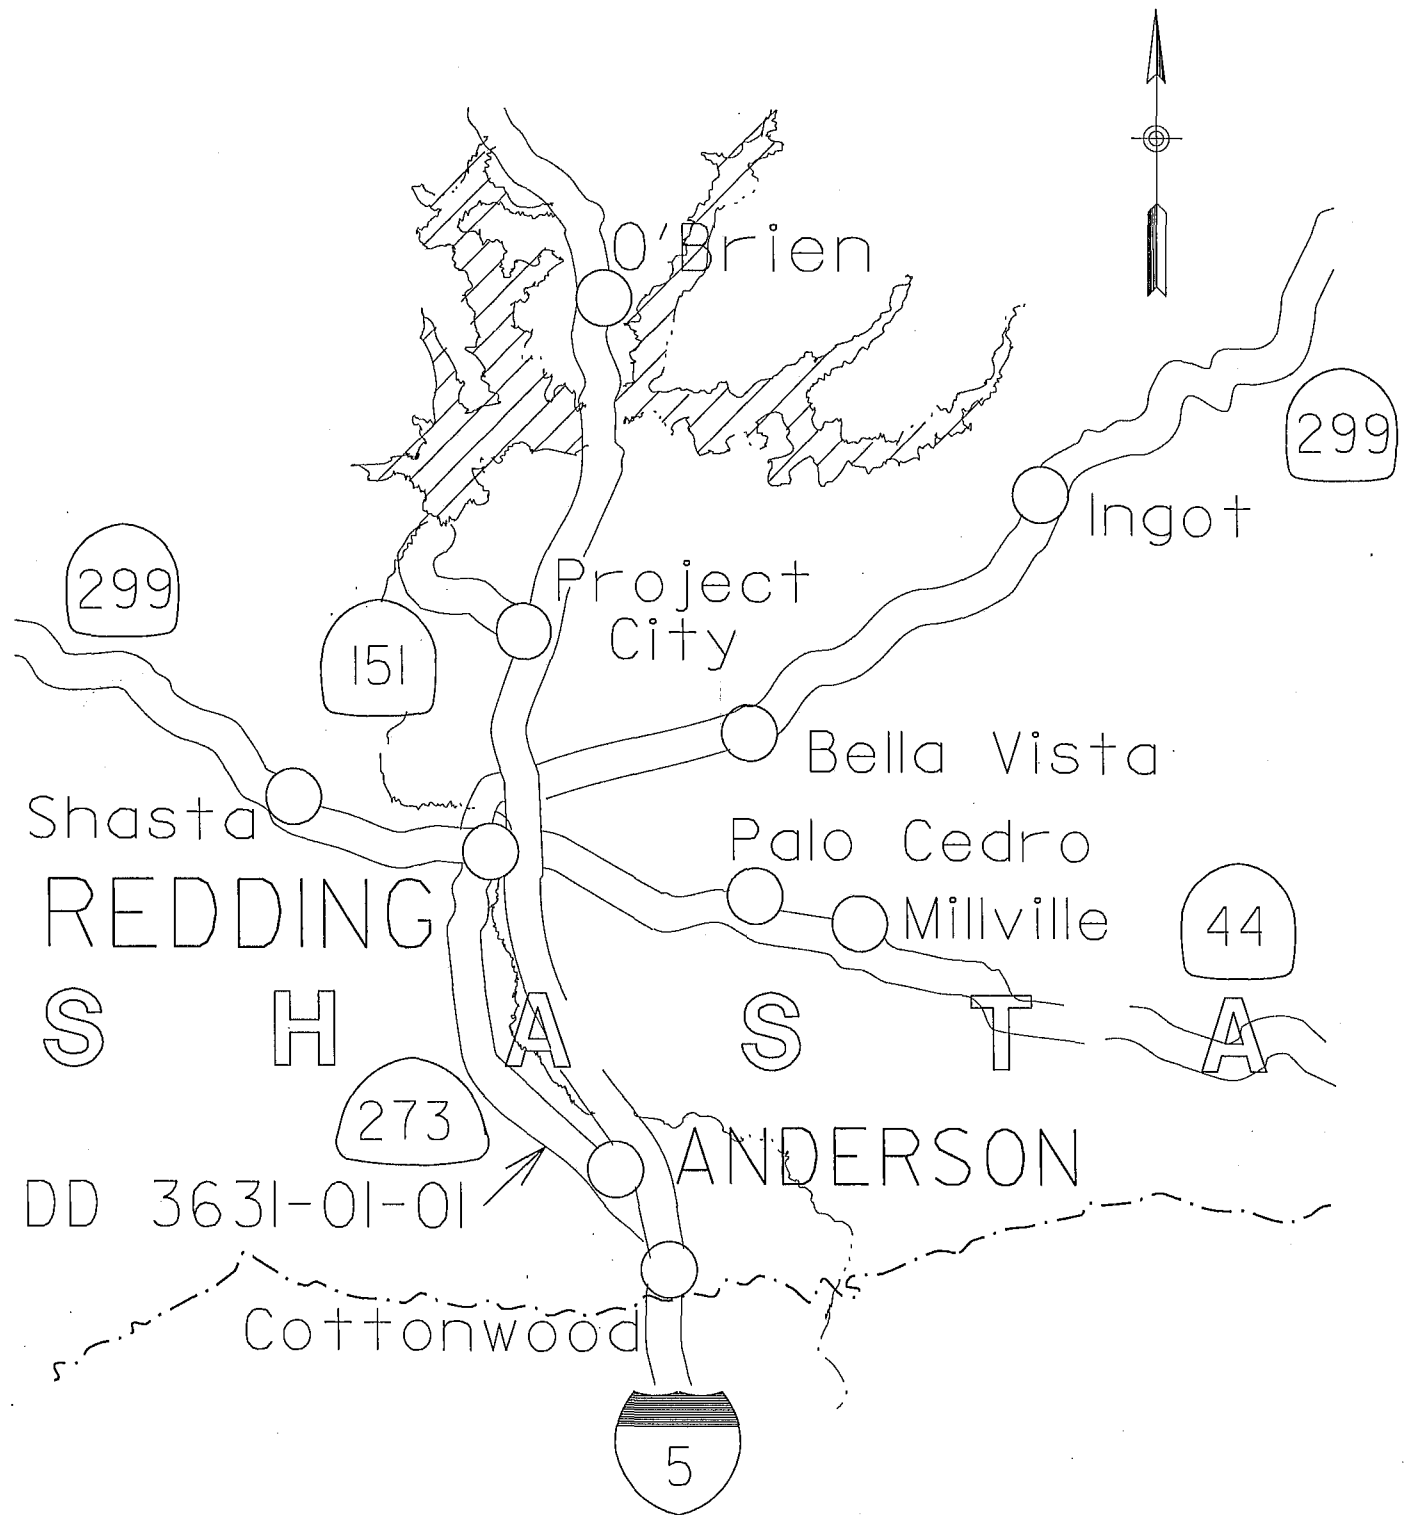 O'Brien
299
Ingot
299
Project
City
151
Bella Vista
Shasta
Palo Cedro
REDDING
Millville
44
S H A S T A
273
ANDERSON
DD 3631-01-01
Cottonwood
5